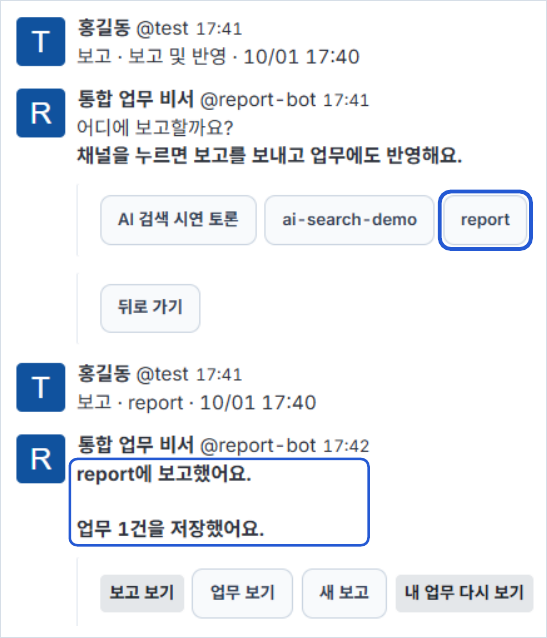 T
홍길동 @test 17:41
보고 · 보고 및 반영 · 10/01 17:40
R
통합 업무 비서 @report-bot 17:41
어디에 보고할까요?
채널을 누르면 보고를 보내고 업무에도 반영해요.
AI 검색 시연 토론 ai-search-demo report
뒤로 가기
T
홍길동 @test 17:41
보고 · report · 10/01 17:40
R
통합 업무 비서 @report-bot 17:42
report에 보고했어요.
업무 1건을 저장했어요.
보고 보기 업무 보기 새 보고 내 업무 다시 보기